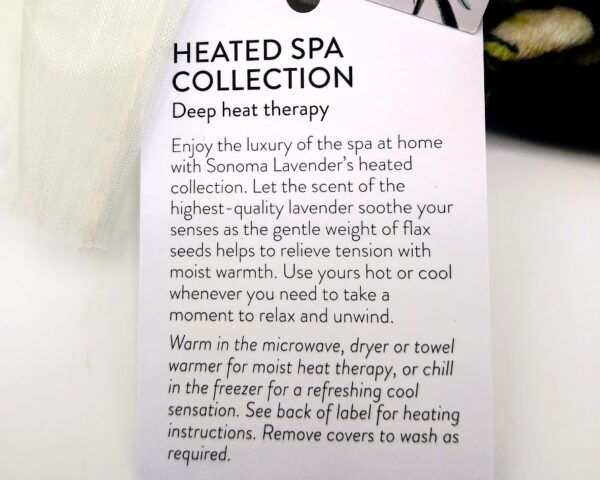 HEATED SPA
COLLECTION
Deep heat therapy
Enjoy the luxury of the spa at home
with Sonoma Lavender's heated
collection. Let the scent of the
highest-quality lavender soothe your
senses as the gentle weight of flax
seeds helps to relieve tension with
moist warmth. Use yours hot or cool
whenever you need to take a
moment to relax and unwind.
Warm in the microwave, dryer or towel
warmer for moist heat therapy, or chill
in the freezer for a refreshing cool
sensation. See back of label for heating
instructions. Remove covers to wash as
required.